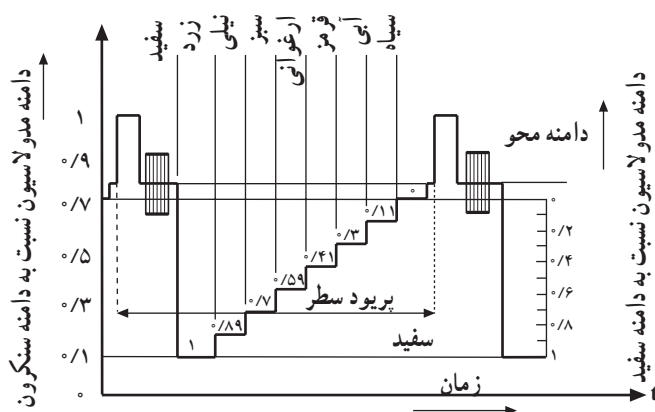 سفید
زرد
نیلی
سبز
ارغوانی
قرمز
آبی
سیاه
دامنه مدولاسیون نسبت به دامنه سنکرون
۱
۰/۹
۰/۷
۰/۵
۰/۳
۰/۱
۰
دامنه محو
دامنه مدولاسیون نسبت به دامنه سفید
۰
۰/۲
۰/۴
۰/۶
۰/۸
۱
۰
۰/۱۱
۰/۳
۰/۴۱
۰/۵۹
۰/۷
۰/۸۹
۱
پریود سطر
سفید
زمان
t